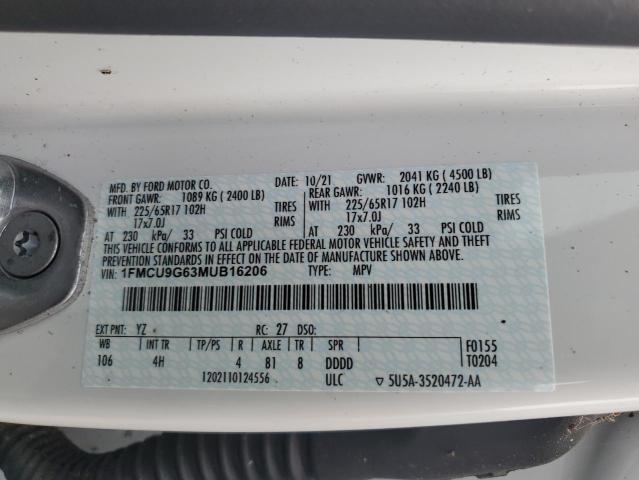 MFD. BY FORD MOTOR CO. 10/21 GVWR: 2041 KG ( 4500 LB)
FRONT GAWR: 1089 KG ( 2400 LB) REAR GAWR: 1016 KG ( 2240 LB)
WITH 225/65R17 102H TIRES WITH 225/65R17 102H TIRES
17x7.0J RIMS 17x7.0J RIMS
AT 230 kPa/ 33 PSI COLD AT 230 kPa/ 33 PSI COLD
THIS VEHICLE CONFORMS TO ALL APPLICABLE FEDERAL MOTOR VEHICLE SAFETY AND THEFT
PREVENTION STANDARDS IN EFFECT ON THE DATE OF MANUFACTURE SHOWN ABOVE.
VIN: 1FMCU9G63MUB16206 TYPE: MPV
EXT PNT: YZ RC: 27 DSO:
WB INT TR TP/PS R AXLE TR SPR F0155
106 4H 4 81 8 DDDD T0204
1202110124556 ULC ▽ 5U5A-3520472-AA